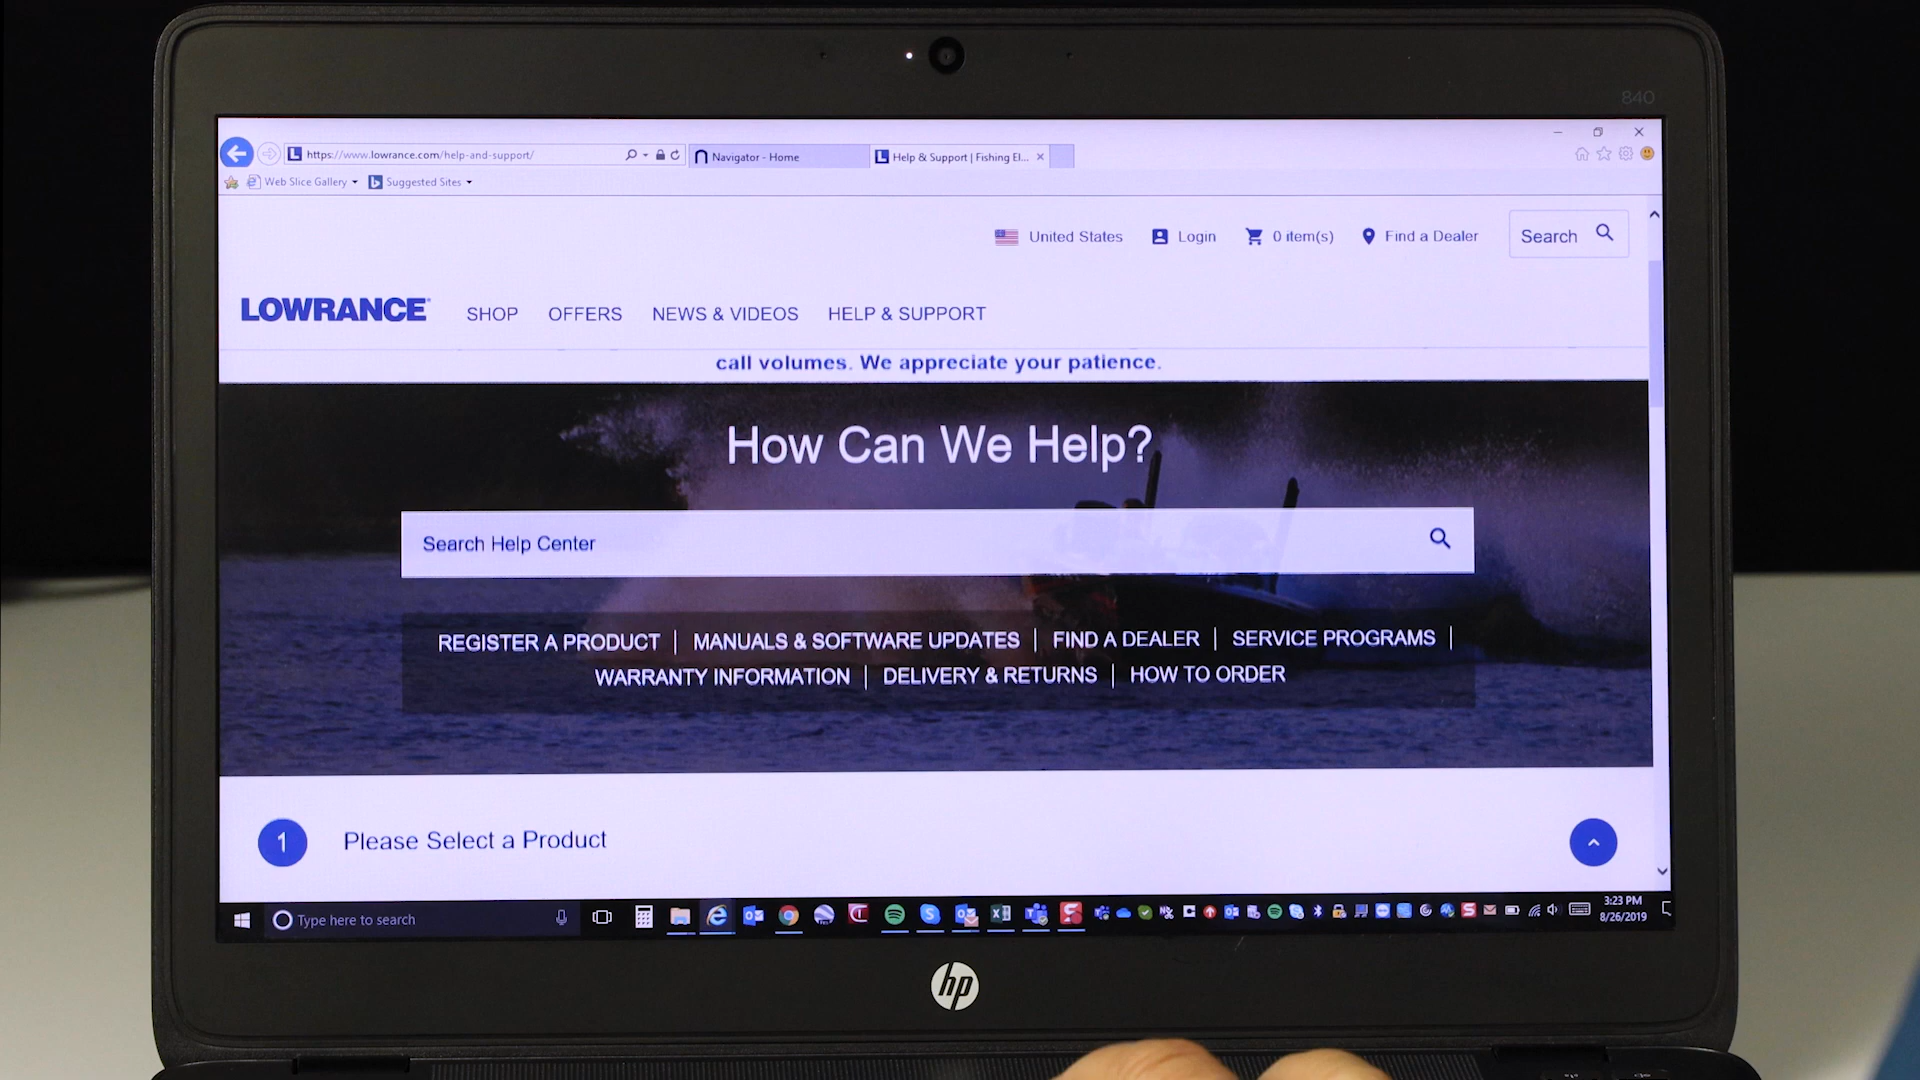 840
https://www.lowrance.com/help-and-support/
Navigator - Home
Help & Support | Fishing El...
Web Slice Gallery
Suggested Sites
United States
Login
0 item(s)
Find a Dealer
Search
LOWRANCE
SHOP
OFFERS
NEWS & VIDEOS
HELP & SUPPORT
call volumes. We appreciate your patience.
How Can We Help?
Search Help Center
REGISTER A PRODUCT | MANUALS & SOFTWARE UPDATES | FIND A DEALER | SERVICE PROGRAMS |
WARRANTY INFORMATION | DELIVERY & RETURNS | HOW TO ORDER
1 Please Select a Product
Type here to search
3:23 PM
8/26/2019
hp